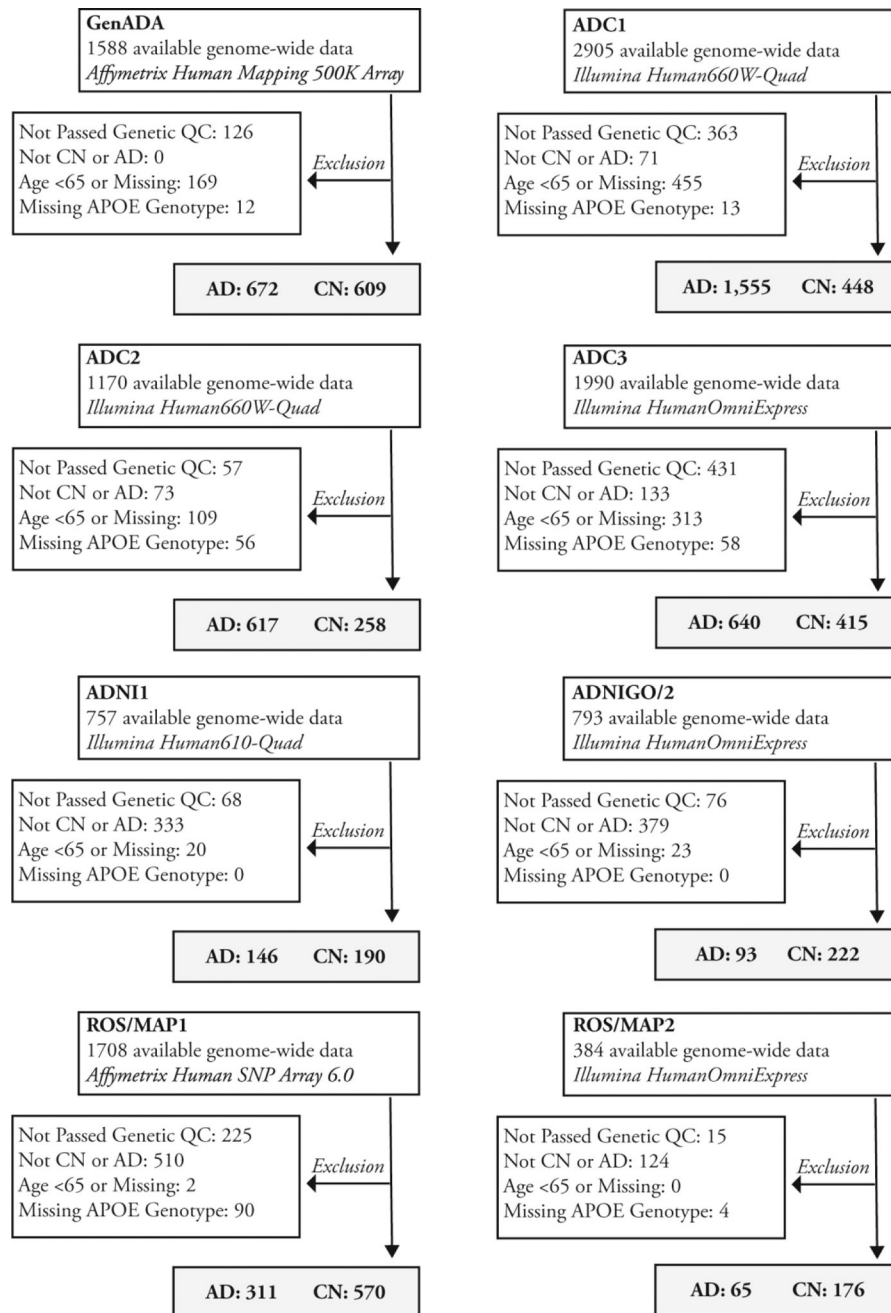 GenADA
1588 available genome-wide data
Affymetrix Human Mapping 500K Array
Not Passed Genetic QC: 126
Not CN or AD: 0
Age <65 or Missing: 169
Missing APOE Genotype: 12
Exclusion
AD: 672 CN: 609
ADC1
2905 available genome-wide data
Illumina Human660W-Quad
Not Passed Genetic QC: 363
Not CN or AD: 71
Age <65 or Missing: 455
Missing APOE Genotype: 13
Exclusion
AD: 1,555 CN: 448
ADC2
1170 available genome-wide data
Illumina Human660W-Quad
Not Passed Genetic QC: 57
Not CN or AD: 73
Age <65 or Missing: 109
Missing APOE Genotype: 56
Exclusion
AD: 617 CN: 258
ADC3
1990 available genome-wide data
Illumina HumanOmniExpress
Not Passed Genetic QC: 431
Not CN or AD: 133
Age <65 or Missing: 313
Missing APOE Genotype: 58
Exclusion
AD: 640 CN: 415
ADNI1
757 available genome-wide data
Illumina Human610-Quad
Not Passed Genetic QC: 68
Not CN or AD: 333
Age <65 or Missing: 20
Missing APOE Genotype: 0
Exclusion
AD: 146 CN: 190
ADNIGO/2
793 available genome-wide data
Illumina HumanOmniExpress
Not Passed Genetic QC: 76
Not CN or AD: 379
Age <65 or Missing: 23
Missing APOE Genotype: 0
Exclusion
AD: 93 CN: 222
ROS/MAP1
1708 available genome-wide data
Affymetrix Human SNP Array 6.0
Not Passed Genetic QC: 225
Not CN or AD: 510
Age <65 or Missing: 2
Missing APOE Genotype: 90
Exclusion
AD: 311 CN: 570
ROS/MAP2
384 available genome-wide data
Illumina HumanOmniExpress
Not Passed Genetic QC: 15
Not CN or AD: 124
Age <65 or Missing: 0
Missing APOE Genotype: 4
Exclusion
AD: 65 CN: 176